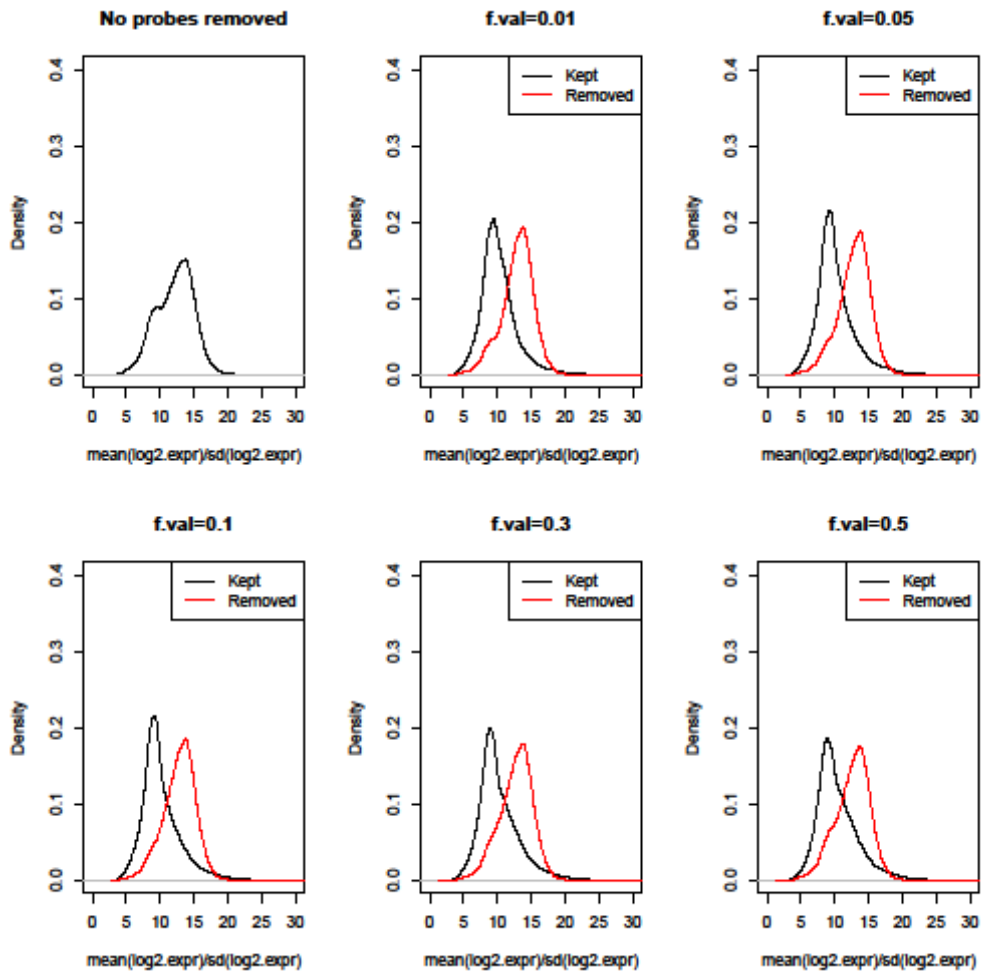 No probes removed
0.4
0.3
0.2
0.1
0.0
Density
0 5 10 15 20 25 30
mean(log2.expr)/sd(log2.expr)
f.val=0.01
Kept
Removed
0.4
0.3
0.2
0.1
0.0
Density
0 5 10 15 20 25 30
mean(log2.expr)/sd(log2.expr)
f.val=0.05
Kept
Removed
0.4
0.3
0.2
0.1
0.0
Density
0 5 10 15 20 25 30
mean(log2.expr)/sd(log2.expr)
f.val=0.1
Kept
Removed
0.4
0.3
0.2
0.1
0.0
Density
0 5 10 15 20 25 30
mean(log2.expr)/sd(log2.expr)
f.val=0.3
Kept
Removed
0.4
0.3
0.2
0.1
0.0
Density
0 5 10 15 20 25 30
mean(log2.expr)/sd(log2.expr)
f.val=0.5
Kept
Removed
0.4
0.3
0.2
0.1
0.0
Density
0 5 10 15 20 25 30
mean(log2.expr)/sd(log2.expr)